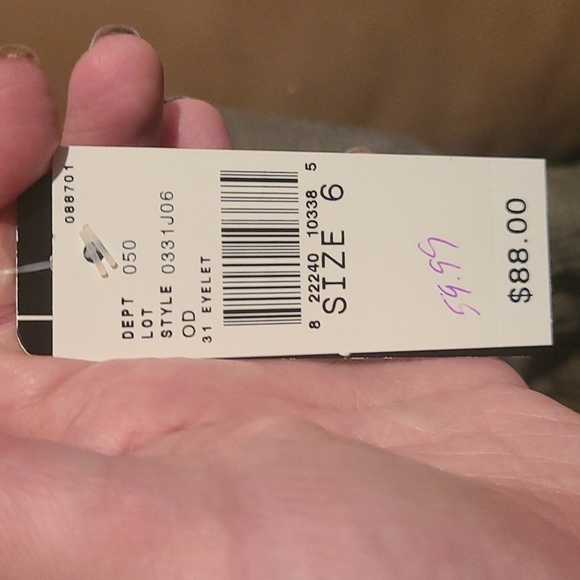 088701
DEPT 050
LOT
STYLE 0331J06
OD
31 EYELET
8 22240 10338 5
SIZE 6
59.99
$88.00